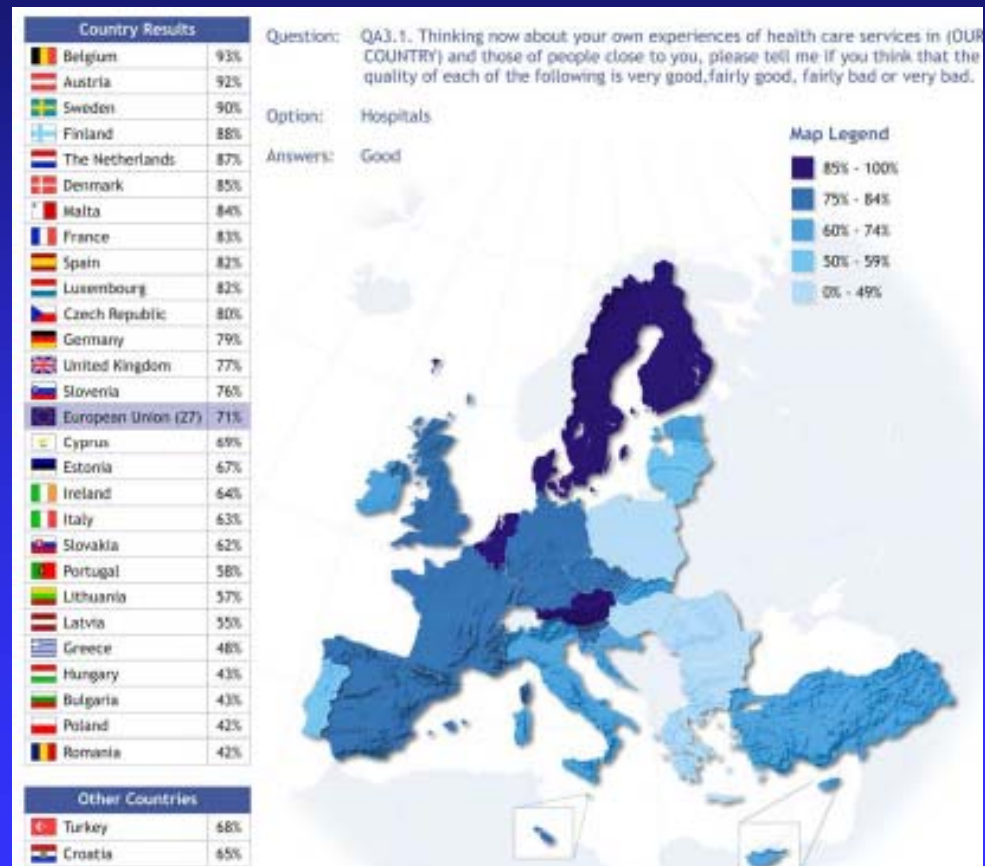 Country Results
Belgium 93%
Austria 92%
Sweden 90%
Finland 88%
The Netherlands 87%
Denmark 85%
Malta 84%
France 83%
Spain 82%
Luxembourg 82%
Czech Republic 80%
Germany 79%
United Kingdom 77%
Slovenia 76%
European Union (27) 71%
Cyprus 69%
Estonia 67%
Ireland 64%
Italy 63%
Slovakia 62%
Portugal 58%
Lithuania 57%
Latvia 55%
Greece 48%
Hungary 43%
Bulgaria 43%
Poland 42%
Romania 42%
Other Countries
Turkey 68%
Croatia 65%
Question: QA3.1. Thinking now about your own experiences of health care services in (OUR
COUNTRY) and those of people close to you, please tell me if you think that the
quality of each of the following is very good,fairly good, fairly bad or very bad.
Option: Hospitals
Answers: Good
Map Legend
85% - 100%
75% - 84%
60% - 74%
50% - 59%
0% - 49%